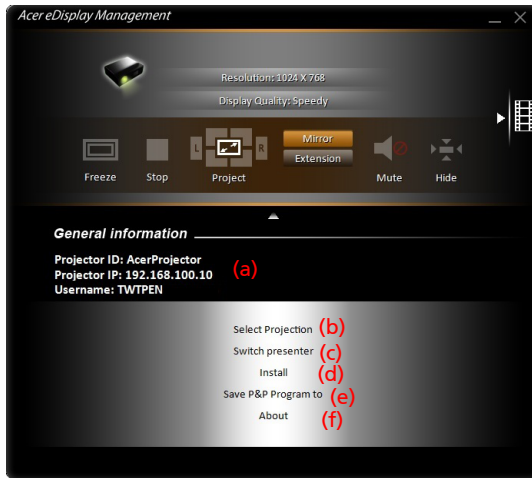 Acer eDisplay Management
Resolution: 1024 X 768
Display Quality: Speedy
L R
Mirror
Extension
Freeze Stop Project Mute Hide
General information
Projector ID: AcerProjector
Projector IP: 192.168.100.10 (a)
Username: TWTPEN
Select Projection (b)
Switch presenter (c)
Install (d)
Save P&P Program to (e)
About (f)